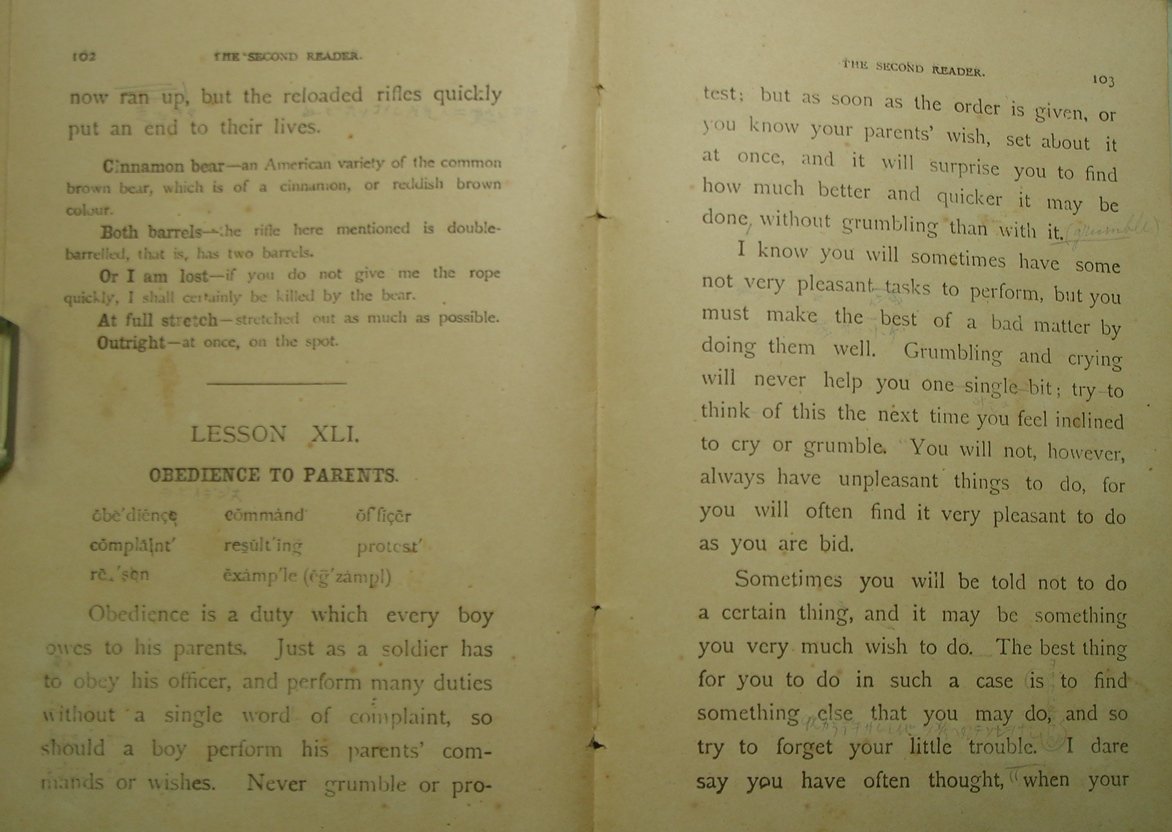 102
THE SECOND READER.
now ran up, but the reloaded rifles quickly
put an end to their lives.
Cinnamon bear—an American variety of the common
brown bear, which is of a cinnamon, or reddish brown
colour.
Both barrels—the rifle here mentioned is double-
barrelled, that is, has two barrels.
Or I am lost—if you do not give me the rope
quickly, I shall certainly be killed by the bear.
At full stretch—stretched out as much as possible.
Outright—at once, on the spot.
LESSON XLI.
OBEDIENCE TO PARENTS.
ōbē'diençe cŏmmánd ŏf'fiçẽr
cŏmplāint' reṣŭlt'ing protest'
ĕxámp'le (ĕg'zámpl)
Obedience is a duty which every boy
owes to his parents. Just as a soldier has
to obey his officer, and perform many duties
without a single word of complaint, so
should a boy perform his parents' com-
mands or wishes. Never grumble or pro-
THE SECOND READER.
103
test; but as soon as the order is given, or
you know your parents' wish, set about it
at once, and it will surprise you to find
how much better and quicker it may be
done, without grumbling than with it. (grumble)
I know you will sometimes have some
not very pleasant tasks to perform, but you
must make the best of a bad matter by
doing them well. Grumbling and crying
will never help you one single bit; try to
think of this the next time you feel inclined
to cry or grumble. You will not, however,
always have unpleasant things to do, for
you will often find it very pleasant to do
as you are bid.
Sometimes you will be told not to do
a certain thing, and it may be something
you very much wish to do. The best thing
for you to do in such a case is to find
something else that you may do, and so
try to forget your little trouble. I dare
say you have often thought, "when your